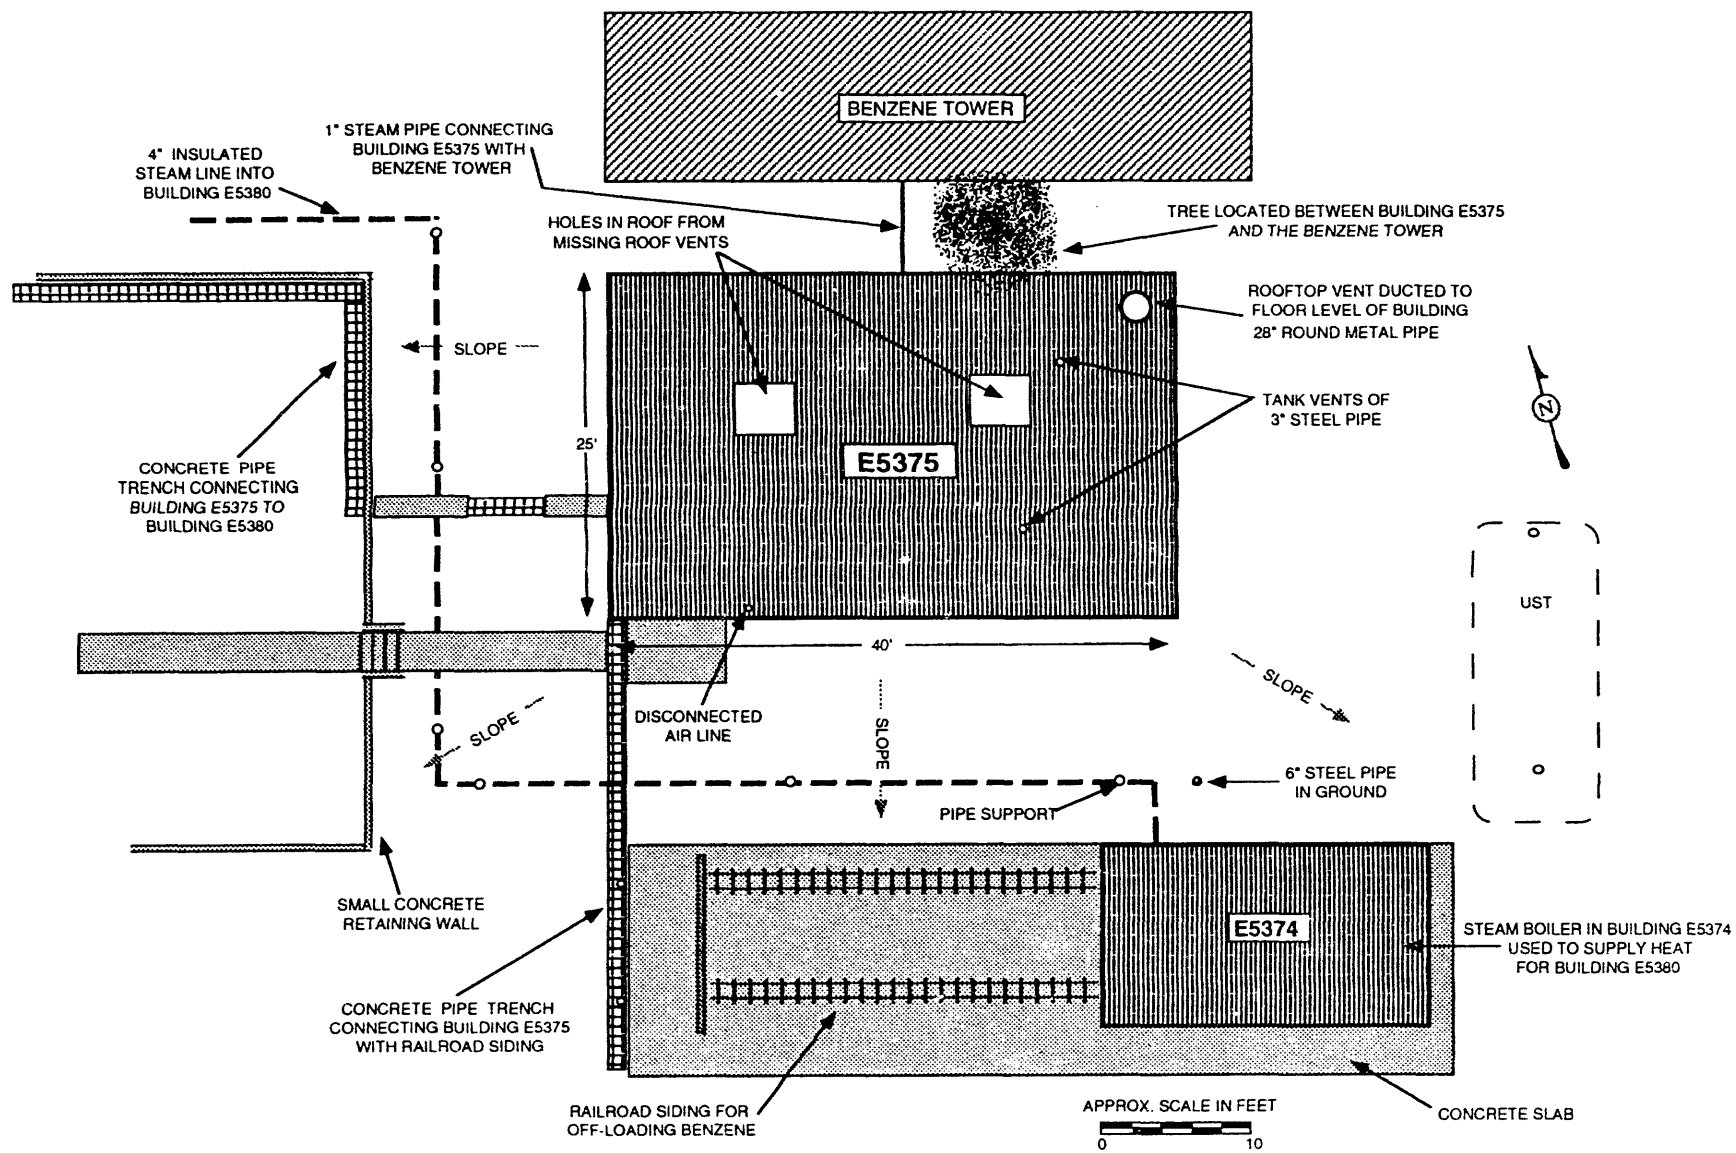 BENZENE TOWER
1" STEAM PIPE CONNECTING
BUILDING E5375 WITH
BENZENE TOWER
4" INSULATED
STEAM LINE INTO
BUILDING E5380
HOLES IN ROOF FROM
MISSING ROOF VENTS
TREE LOCATED BETWEEN BUILDING E5375
AND THE BENZENE TOWER
ROOFTOP VENT DUCTED TO
FLOOR LEVEL OF BUILDING
28" ROUND METAL PIPE
SLOPE
TANK VENTS OF
3" STEEL PIPE
N
25'
E5375
CONCRETE PIPE
TRENCH CONNECTING
BUILDING E5375 TO
BUILDING E5380
UST
40'
SLOPE
SLOPE
SLOPE
DISCONNECTED
AIR LINE
6" STEEL PIPE
IN GROUND
PIPE SUPPORT
SMALL CONCRETE
RETAINING WALL
E5374
STEAM BOILER IN BUILDING E5374
USED TO SUPPLY HEAT
FOR BUILDING E5380
CONCRETE PIPE TRENCH
CONNECTING BUILDING E5375
WITH RAILROAD SIDING
RAILROAD SIDING FOR
OFF-LOADING BENZENE
APPROX. SCALE IN FEET
0 10
CONCRETE SLAB